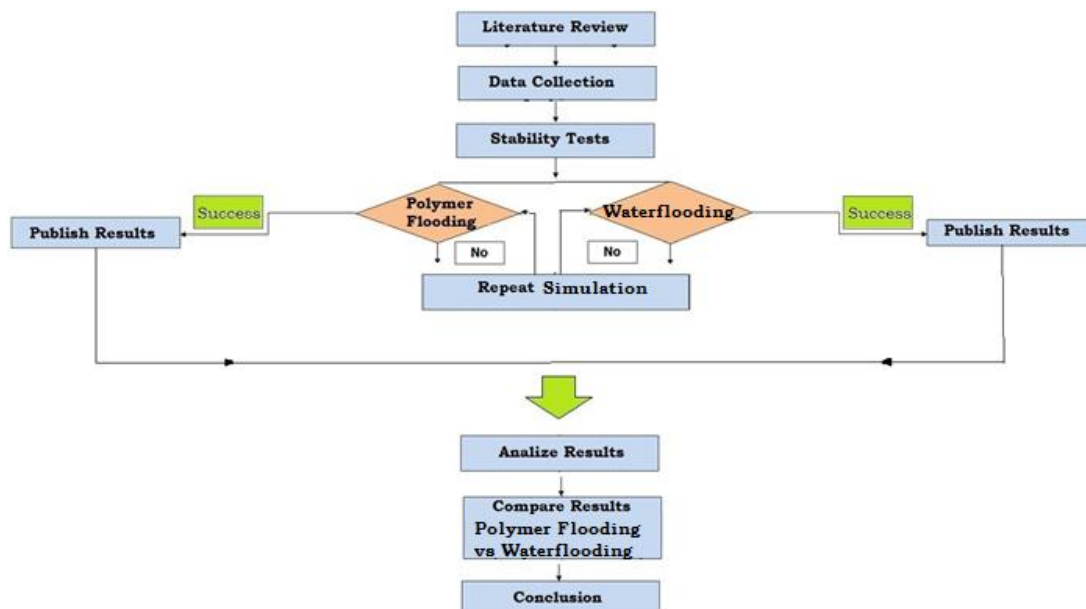 Literature Review
Data Collection
Stability Tests
Polymer
Flooding
Waterflooding
Success
Success
Publish Results
Publish Results
No
No
Repeat Simulation
Analize Results
Compare Results
Polymer Flooding
vs Waterflooding
Conclusion